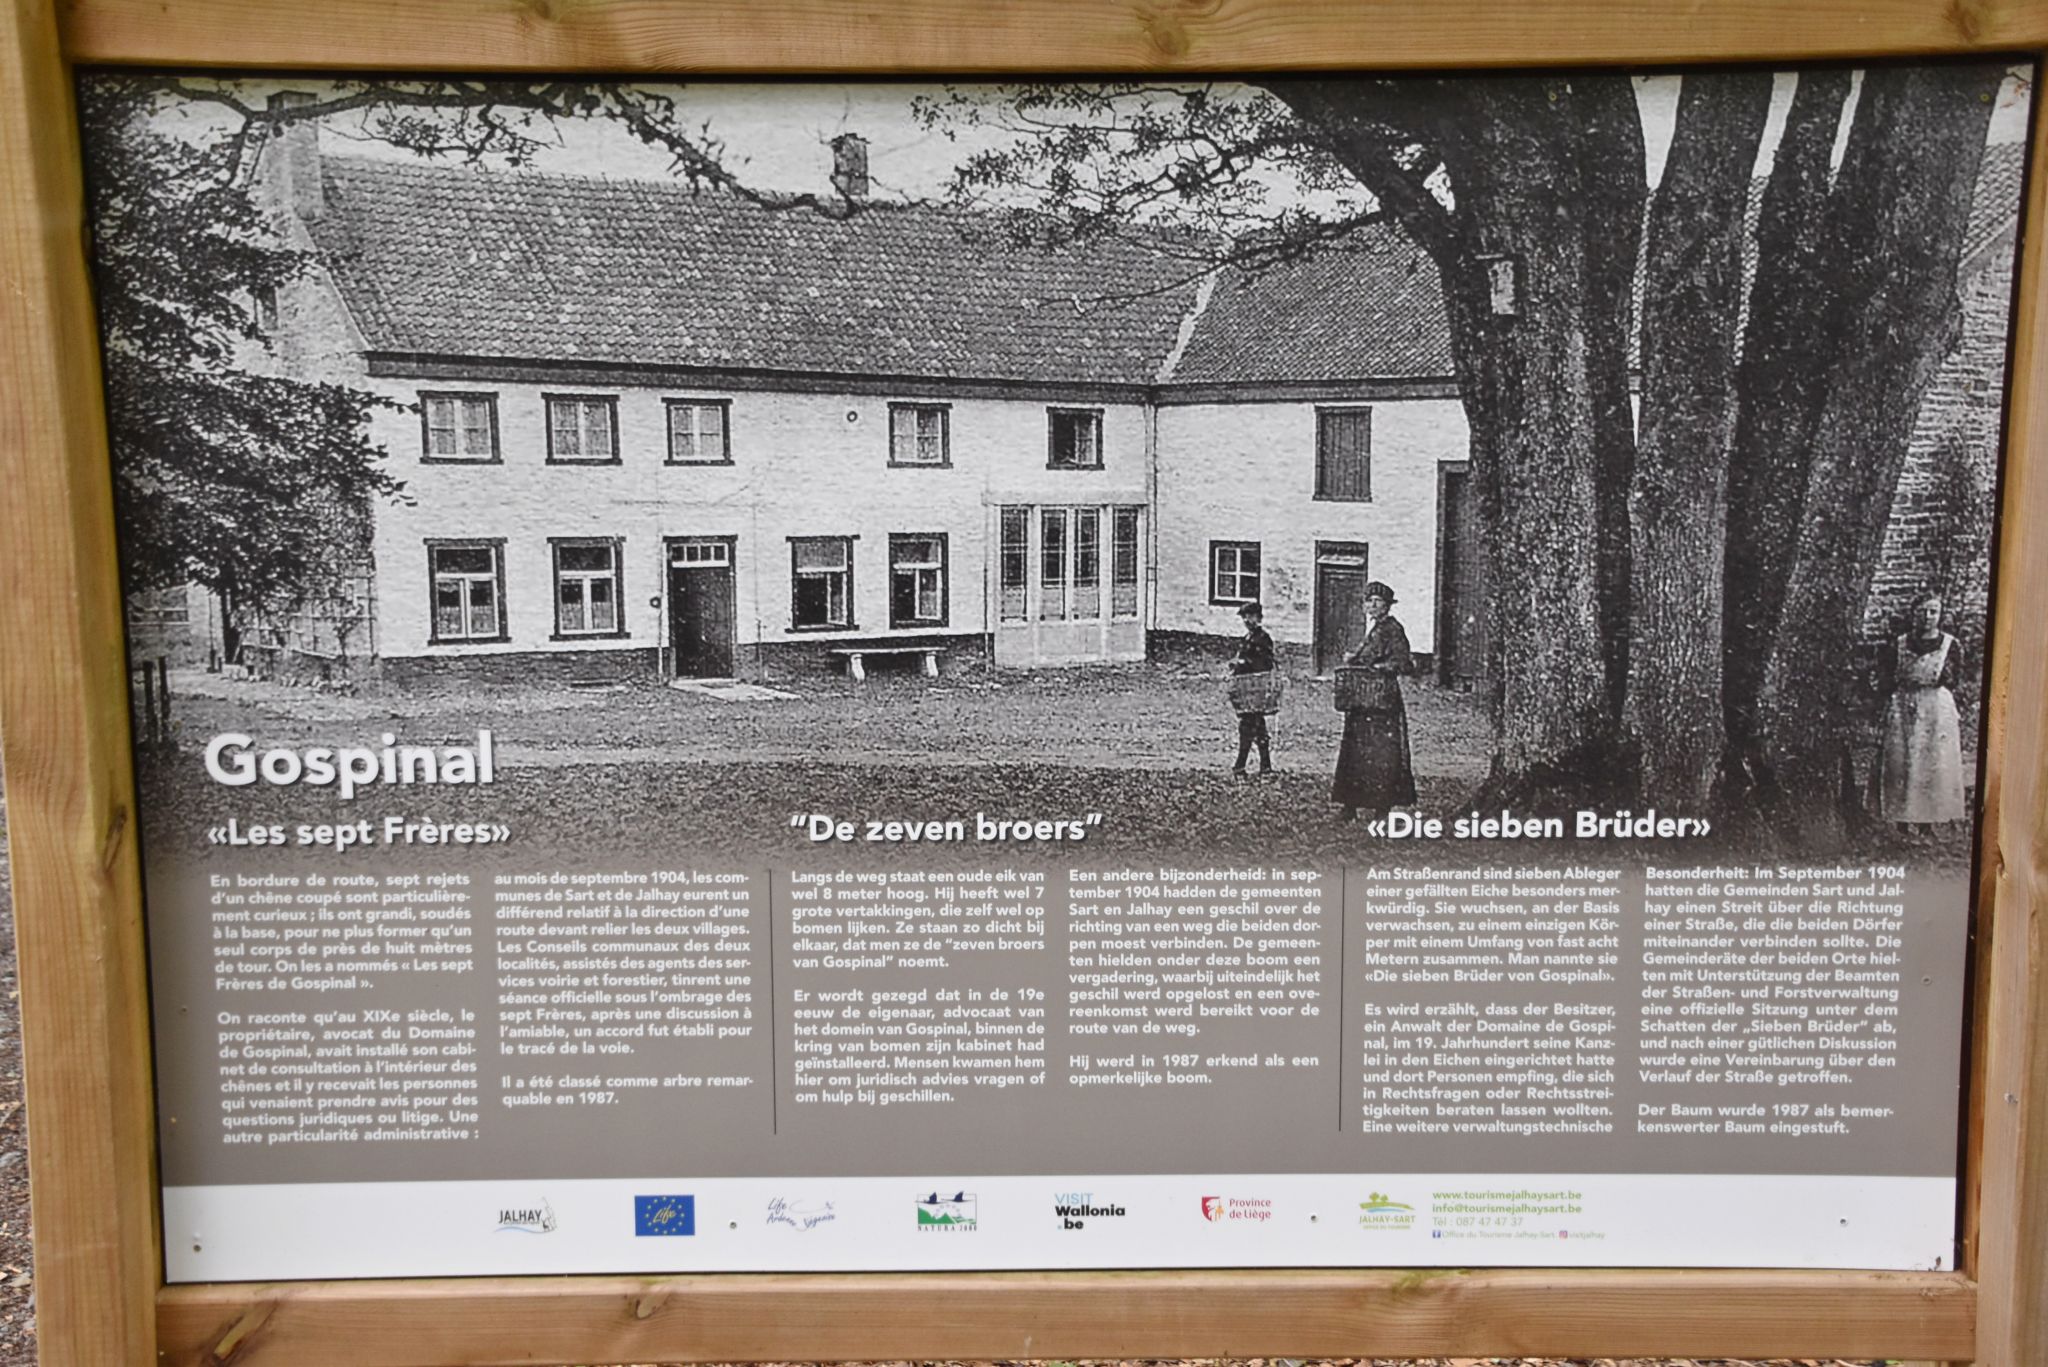 Gospinal
«Les sept Frères»
En bordure de route, sept rejets
d'un chêne coupé sont particulière-
ment curieux ; ils ont grandi, soudés
à la base, pour ne plus former qu'un
seul corps de près de huit mètres
de tour. On les a nommés « Les sept
Frères de Gospinal ».
On raconte qu'au XIXe siècle, le
propriétaire, avocat du Domaine
de Gospinal, avait installé son cabi-
net de consultation à l'intérieur des
chênes et il y recevait les personnes
qui venaient prendre avis pour des
questions juridiques ou litige. Une
autre particularité administrative :
au mois de septembre 1904, les com-
munes de Sart et de Jalhay eurent un
différend relatif à la direction d'une
route devant relier les deux villages.
Les Conseils communaux des deux
localités, assistés des agents des ser-
vices voirie et forestier, tinrent une
séance officielle sous l'ombrage des
sept Frères, après une discussion à
l'amiable, un accord fut établi pour
le tracé de la voie.
Il a été classé comme arbre remar-
quable en 1987.
"De zeven broers"
Langs de weg staat een oude eik van
wel 8 meter hoog. Hij heeft wel 7
grote vertakkingen, die zelf wel op
bomen lijken. Ze staan zo dicht bij
elkaar, dat men ze de "zeven broers
van Gospinal" noemt.
Er wordt gezegd dat in de 19e
eeuw de eigenaar, advocaat van
het domein van Gospinal, binnen de
kring van bomen zijn kabinet had
geïnstalleerd. Mensen kwamen hem
hier om juridisch advies vragen of
om hulp bij geschillen.
Een andere bijzonderheid: in sep-
tember 1904 hadden de gemeenten
Sart en Jalhay een geschil over de
richting van een weg die beiden dor-
pen moest verbinden. De gemeen-
ten hielden onder deze boom een
vergadering, waarbij uiteindelijk het
geschil werd opgelost en een ove-
reenkomst werd bereikt voor de
route van de weg.
Hij werd in 1987 erkend als een
opmerkelijke boom.
«Die sieben Brüder»
Am Straßenrand sind sieben Ableger
einer gefällten Eiche besonders mer-
kwürdig. Sie wuchsen, an der Basis
verwachsen, zu einem einzigen Kör-
per mit einem Umfang von fast acht
Metern zusammen. Man nannte sie
«Die sieben Brüder von Gospinal».
Es wird erzählt, dass der Besitzer,
ein Anwalt der Domaine de Gospi-
nal, im 19. Jahrhundert seine Kanz-
lei in den Eichen eingerichtet hatte
und dort Personen empfing, die sich
in Rechtsfragen oder Rechtsstrei-
tigkeiten beraten lassen wollten.
Eine weitere verwaltungstechnische
Besonderheit: Im September 1904
hatten die Gemeinden Sart und Jal-
hay einen Streit über die Richtung
einer Straße, die die beiden Dörfer
miteinander verbinden sollte. Die
Gemeinderäte der beiden Orte hiel-
ten mit Unterstützung der Beamten
der Straßen- und Forstverwaltung
eine offizielle Sitzung unter dem
Schatten der „Sieben Brüder" ab,
und nach einer gütlichen Diskussion
wurde eine Vereinbarung über den
Verlauf der Straße getroffen.
Der Baum wurde 1987 als bemer-
kenswerter Baum eingestuft.
JALHAY
Life
Life
Ardenne liégeoise
NATURA 2000
VISIT
Wallonia
.be
Province
de Liège
JALHAY-SART
OFFICE DU TOURISME
www.tourismejalhaysart.be
info@tourismejalhaysart.be
Tél : 087 47 47 37
Office du Tourisme Jalhay Sart visitjalhay